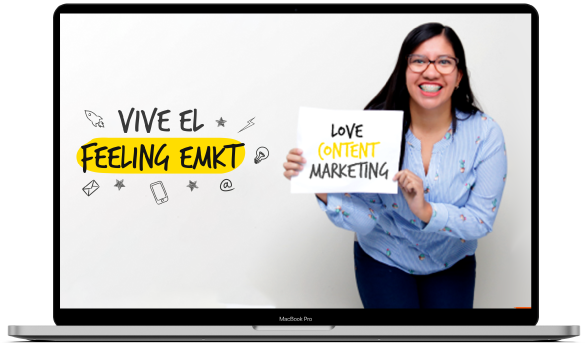 VIVE EL
FEELING EMKT
@
LOVE
CONTENT
MARKETING
MacBook Pro